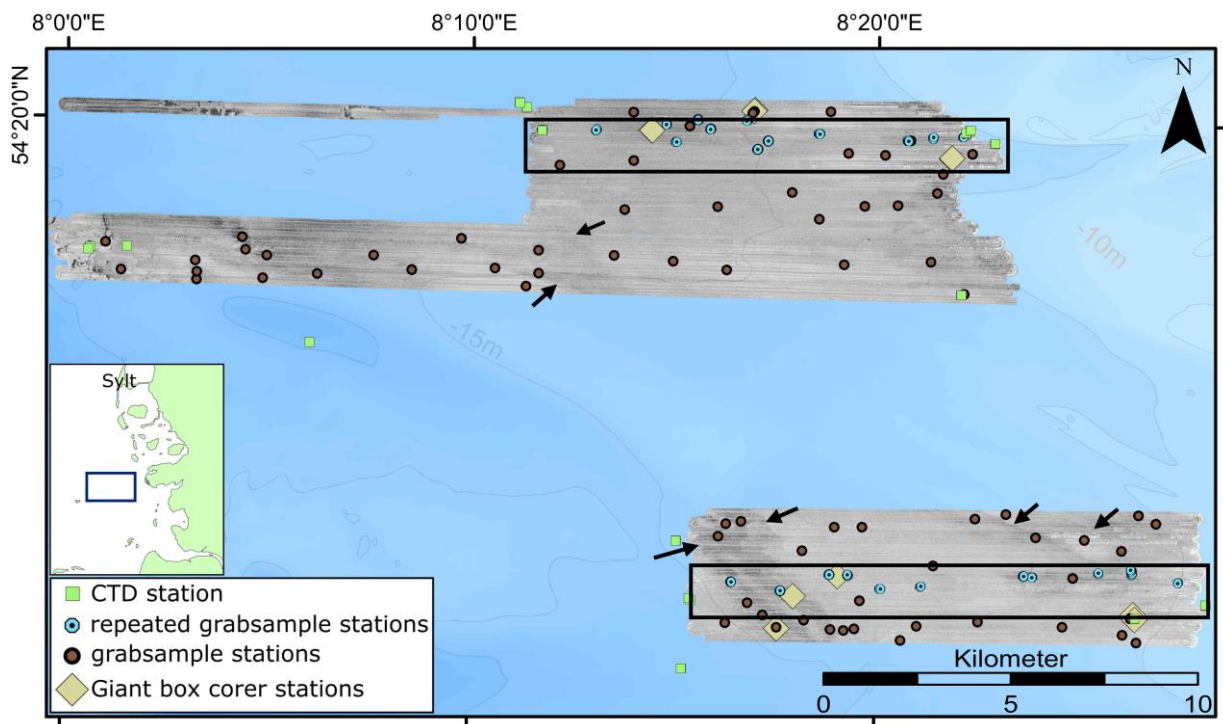 8°0'0"E
8°10'0"E
8°20'0"E
54°20'0"N
N
-10m
-15m
Sylt
CTD station
repeated grabsample stations
grabsample stations
Giant box corer stations
Kilometer
0
5
10